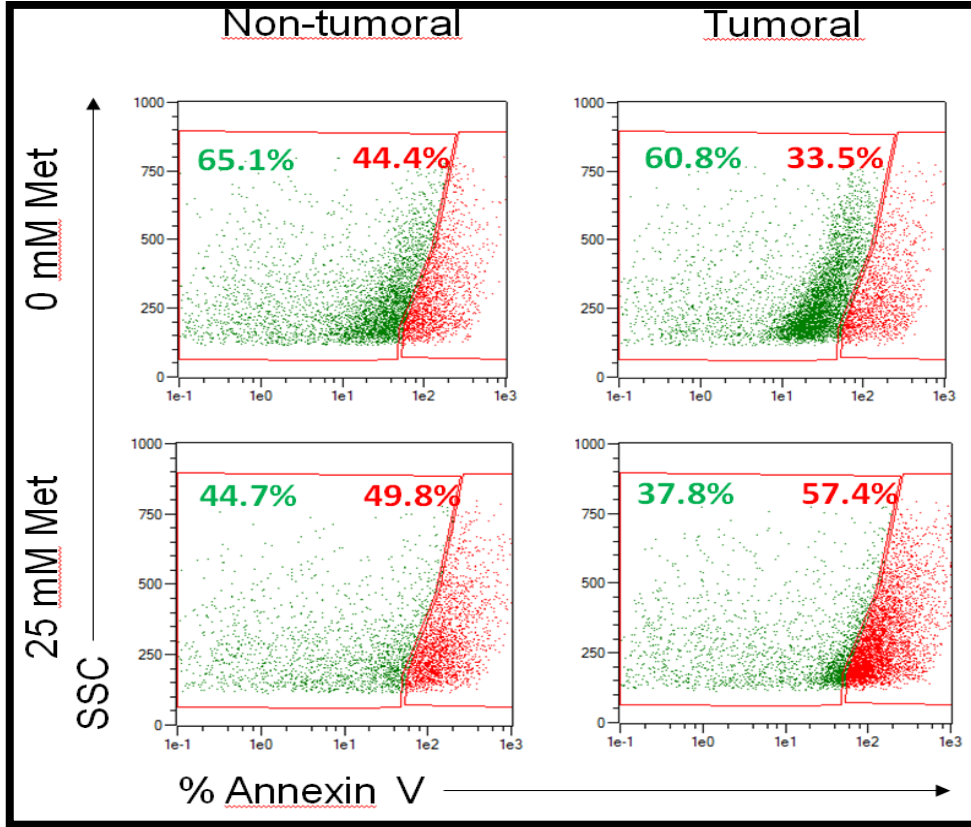 Non-tumoral
Tumoral
0 mM Met
1000
750
500
250
0
65.1%
44.4%
1e-1
1e0
1e1
1e2
1e3
1000
750
500
250
0
60.8%
33.5%
1e-1
1e0
1e1
1e2
1e3
25 mM Met
SSC
1000
750
500
250
0
44.7%
49.8%
1e-1
1e0
1e1
1e2
1e3
1000
750
500
250
0
37.8%
57.4%
1e-1
1e0
1e1
1e2
1e3
% Annexin V